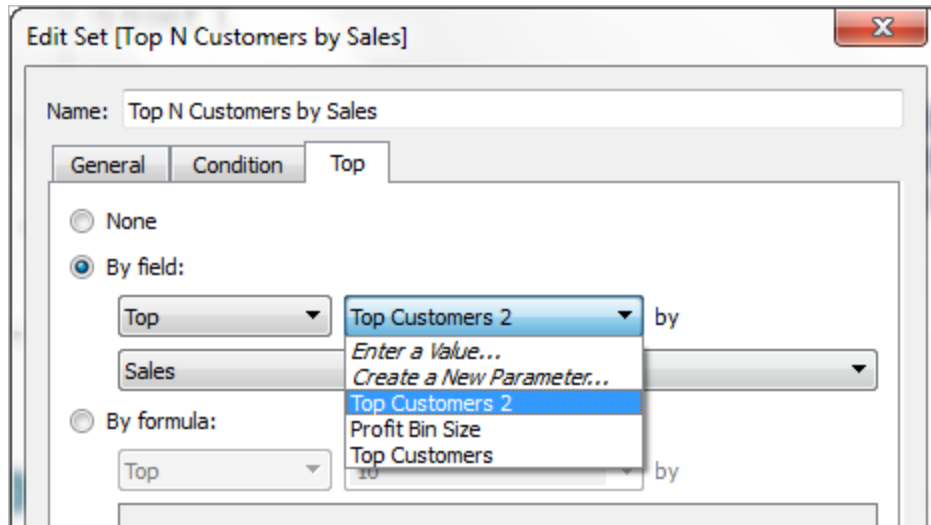 Edit Set [Top N Customers by Sales]
Name: Top N Customers by Sales
General Condition Top
None
By field:
Top Top Customers 2 by
Enter a Value...
Sales
Create a New Parameter...
Top Customers 2
By formula:
Profit Bin Size
Top Customers
Top 10 by